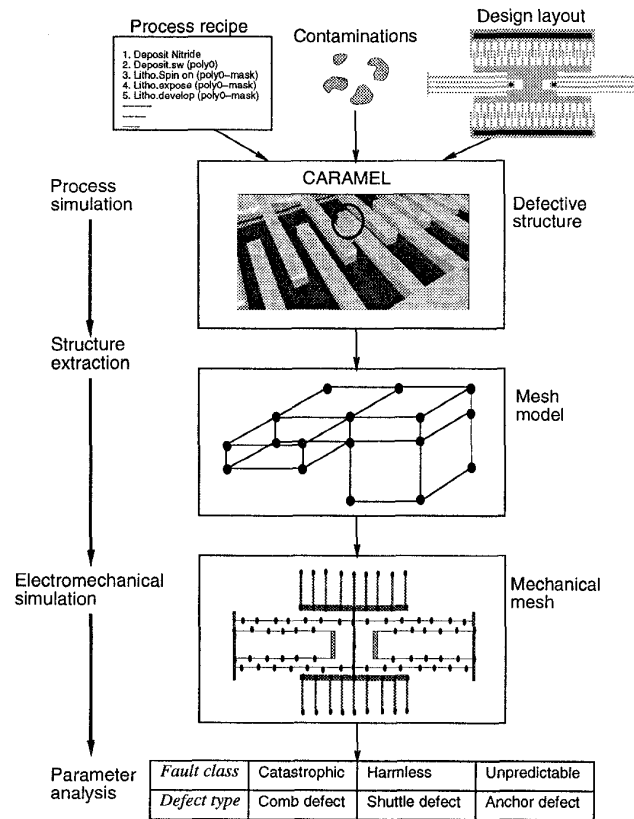 Process recipe
Contaminations
Design layout
1. Deposit Nitride
2. Deposit.sw (poly0)
3. Litho.Spin on (poly0-mask)
4. Litho.expose (poly0-mask)
5. Litho.develop (poly0-mask)
CARAMEL
Process
simulation
Defective
structure
Structure
extraction
Mesh
model
Electromechanical
simulation
Mechanical
mesh
Parameter
analysis
Fault class Catastrophic Harmless Unpredictable
Defect type Comb defect Shuttle defect Anchor defect